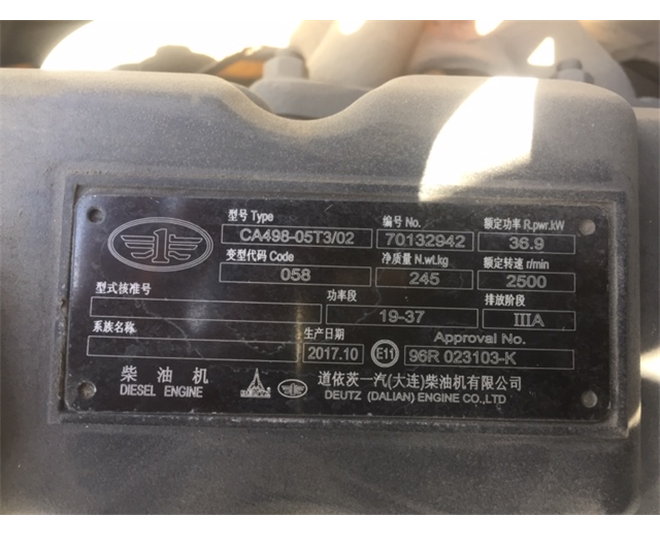 型号 Type
CA498-05T3/02
编号 No.
70132942
额定功率 R.pwr.kW
36.9
变型代码 Code
058
净质量 N.wt.kg
245
额定转速 r/min
2500
型式核准号
功率段
19-37
排放阶段
IIIA
系族名称
生产日期
2017.10
E11
Approval No.
96R 023103-K
柴油机
DIESEL ENGINE
道依茨一汽(大连)柴油机有限公司
DEUTZ (DALIAN) ENGINE CO.,LTD